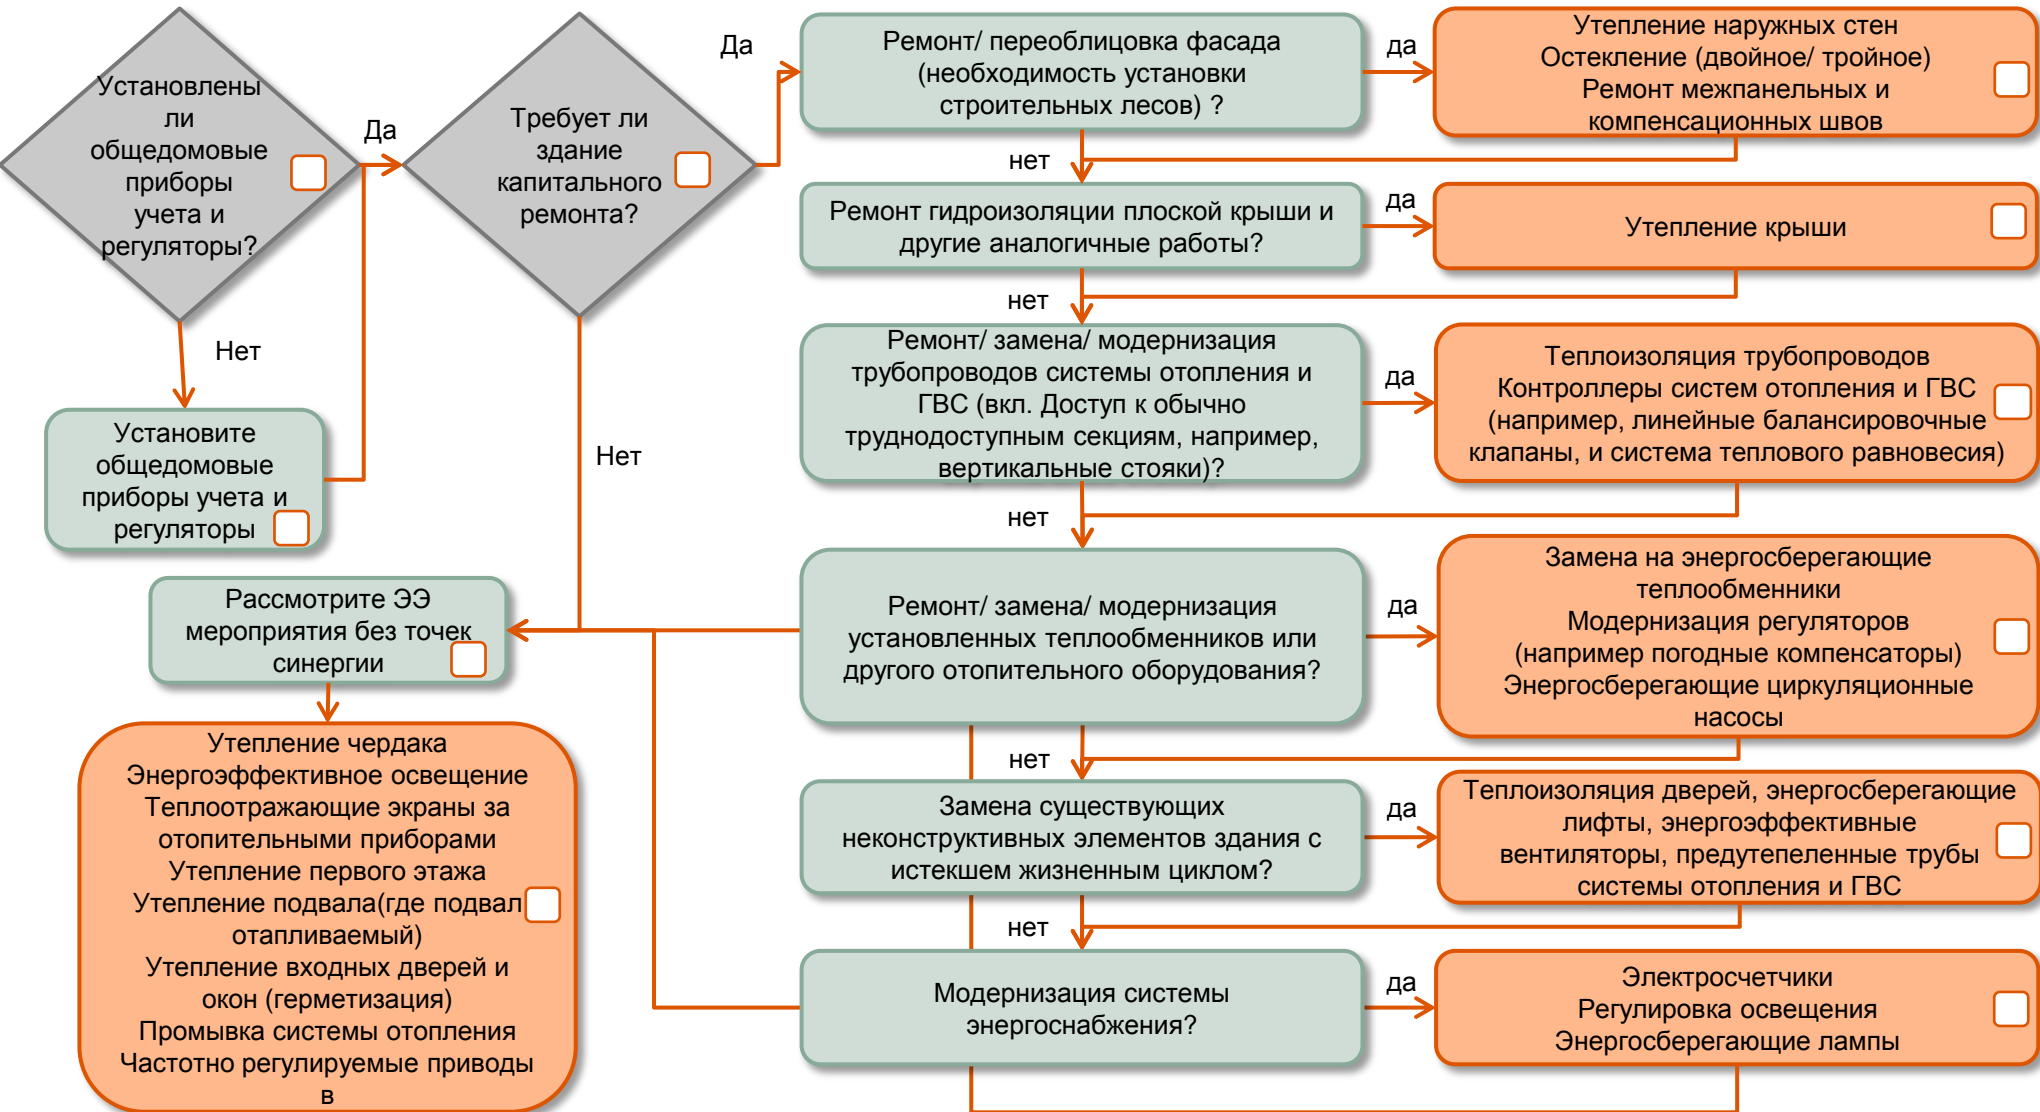 Установлены
ли
общедомовые
приборы
учета и
регуляторы?
Да
Нет
Установите
общедомовые
приборы учета и
регуляторы
Требует ли
здание
капитального
ремонта?
Да
Нет
Рассмотрите ЭЭ
мероприятия без точек
синергии
Утепление чердака
Энергоэффективное освещение
Теплоотражающие экраны за
отопительными приборами
Утепление первого этажа
Утепление подвала(где подвал
отапливаемый)
Утепление входных дверей и
окон (герметизация)
Промывка системы отопления
Частотно регулируемые приводы
в
Ремонт/ переоблицовка фасада
(необходимость установки
строительных лесов) ?
да
Утепление наружных стен
Остекление (двойное/ тройное)
Ремонт межпанельных и
компенсационных швов
нет
Ремонт гидроизоляции плоской крыши и
другие аналогичные работы?
да
Утепление крыши
нет
Ремонт/ замена/ модернизация
трубопроводов системы отопления и
ГВС (вкл. Доступ к обычно
труднодоступным секциям, например,
вертикальные стояки)?
да
Теплоизоляция трубопроводов
Контроллеры систем отопления и ГВС
(например, линейные балансировочные
клапаны, и система теплового равновесия)
нет
Ремонт/ замена/ модернизация
установленных теплообменников или
другого отопительного оборудования?
да
Замена на энергосберегающие
теплообменники
Модернизация регуляторов
(например погодные компенсаторы)
Энергосберегающие циркуляционные
насосы
нет
Замена существующих
неконструктивных элементов здания с
истекшем жизненным циклом?
да
Теплоизоляция дверей, энергосберегающие
лифты, энергоэффективные
вентиляторы, предутепеленные трубы
системы отопления и ГВС
нет
Модернизация системы
энергоснабжения?
да
Электросчетчики
Регулировка освещения
Энергосберегающие лампы